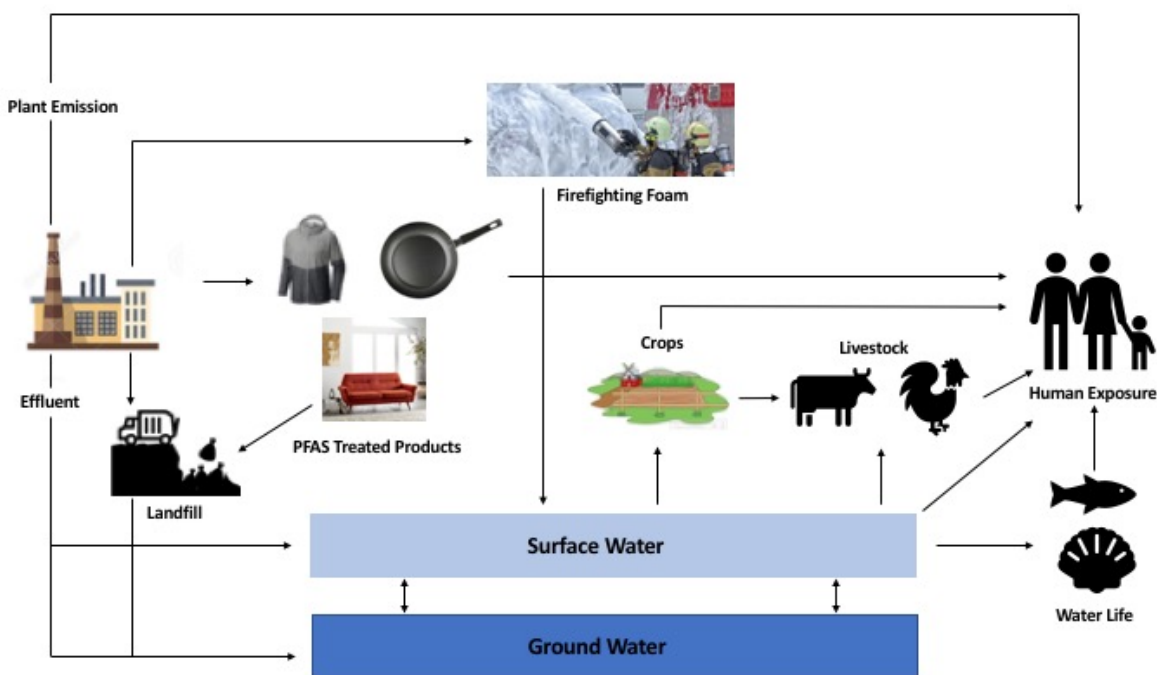 Plant Emission
Firefighting Foam
Crops
Livestock
Effluent
Human Exposure
PFAS Treated Products
Landfill
Surface Water
Water Life
Ground Water